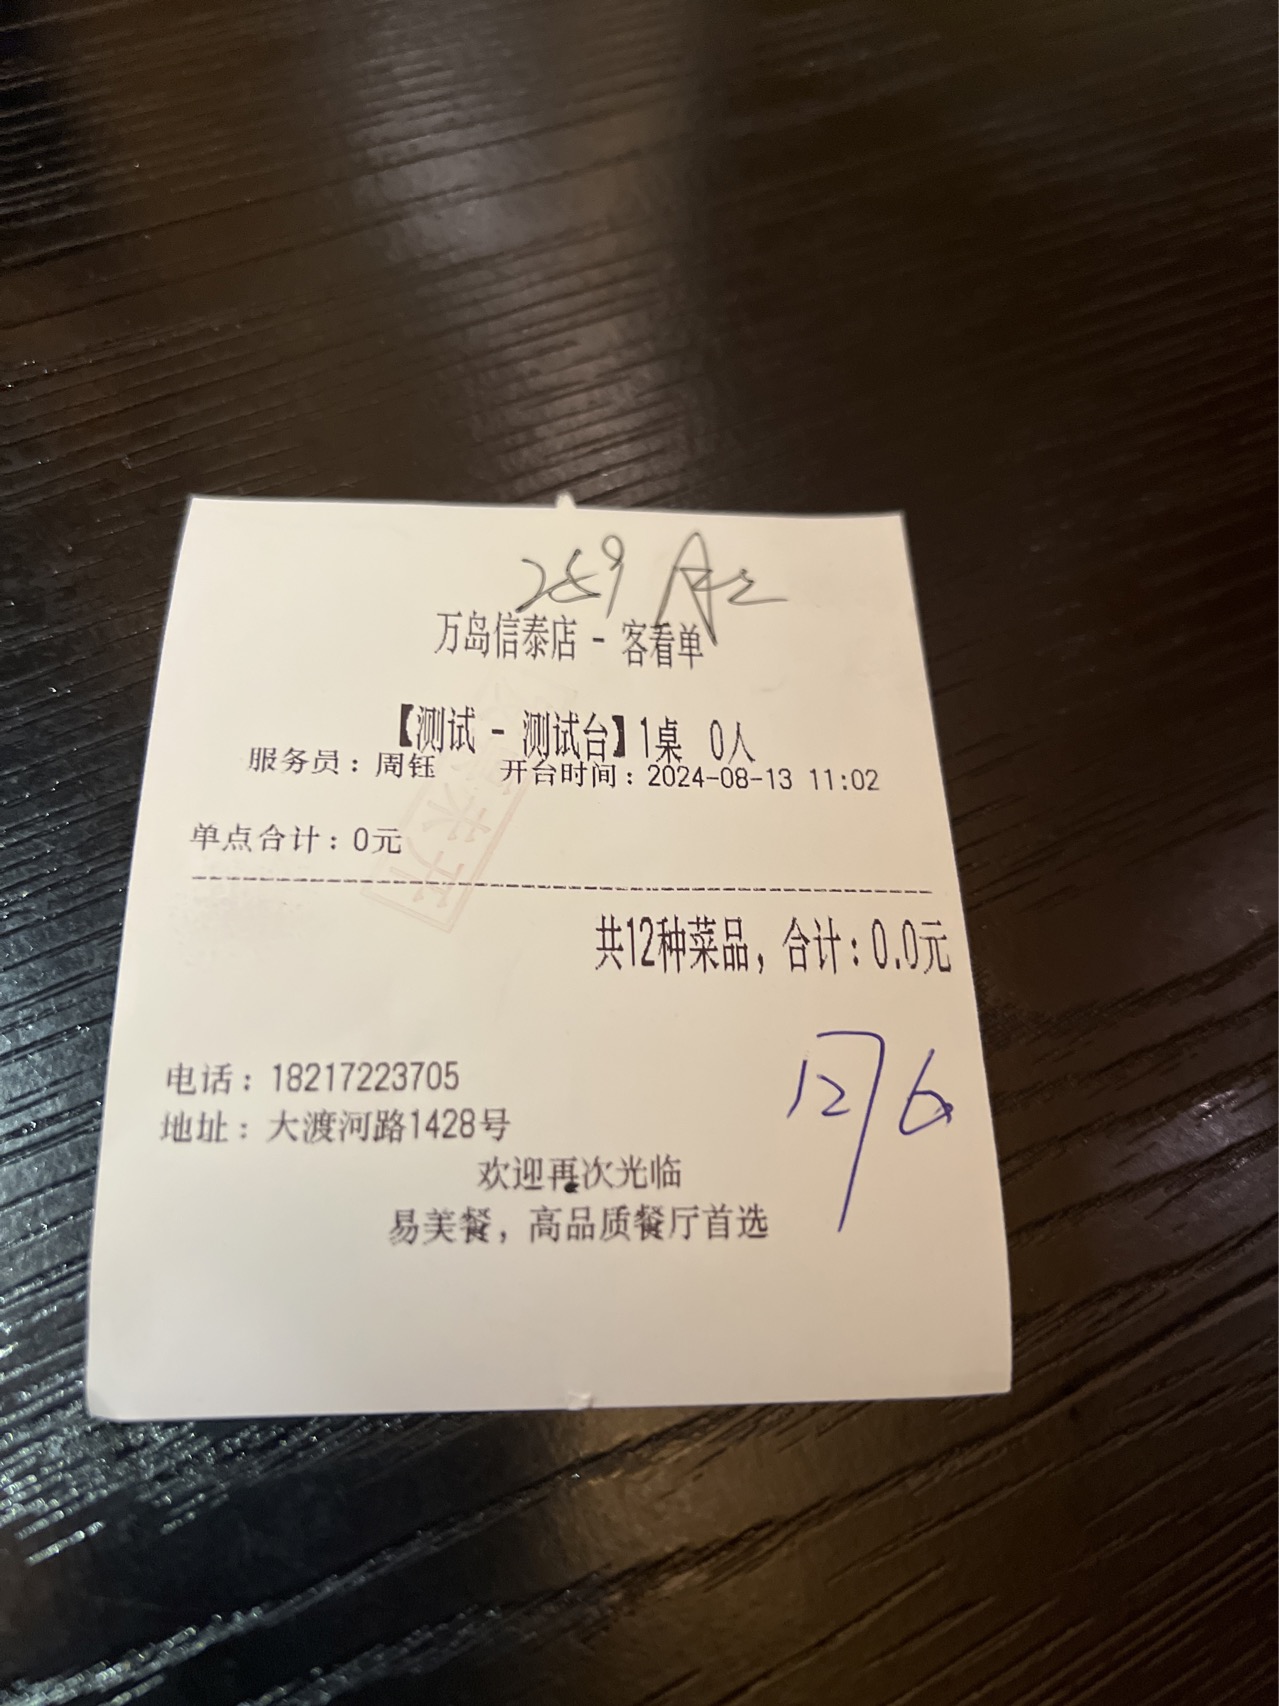 269
万岛信泰店 - 客看单
【测试 - 测试台】1桌 0人
服务员：周钰 开台时间：2024-08-13 11:02
单点合计：0元
共12种菜品，合计：0.0元
127 6
电话：18217223705
地址：大渡河路1428号
欢迎再次光临
易美餐，高品质餐厅首选